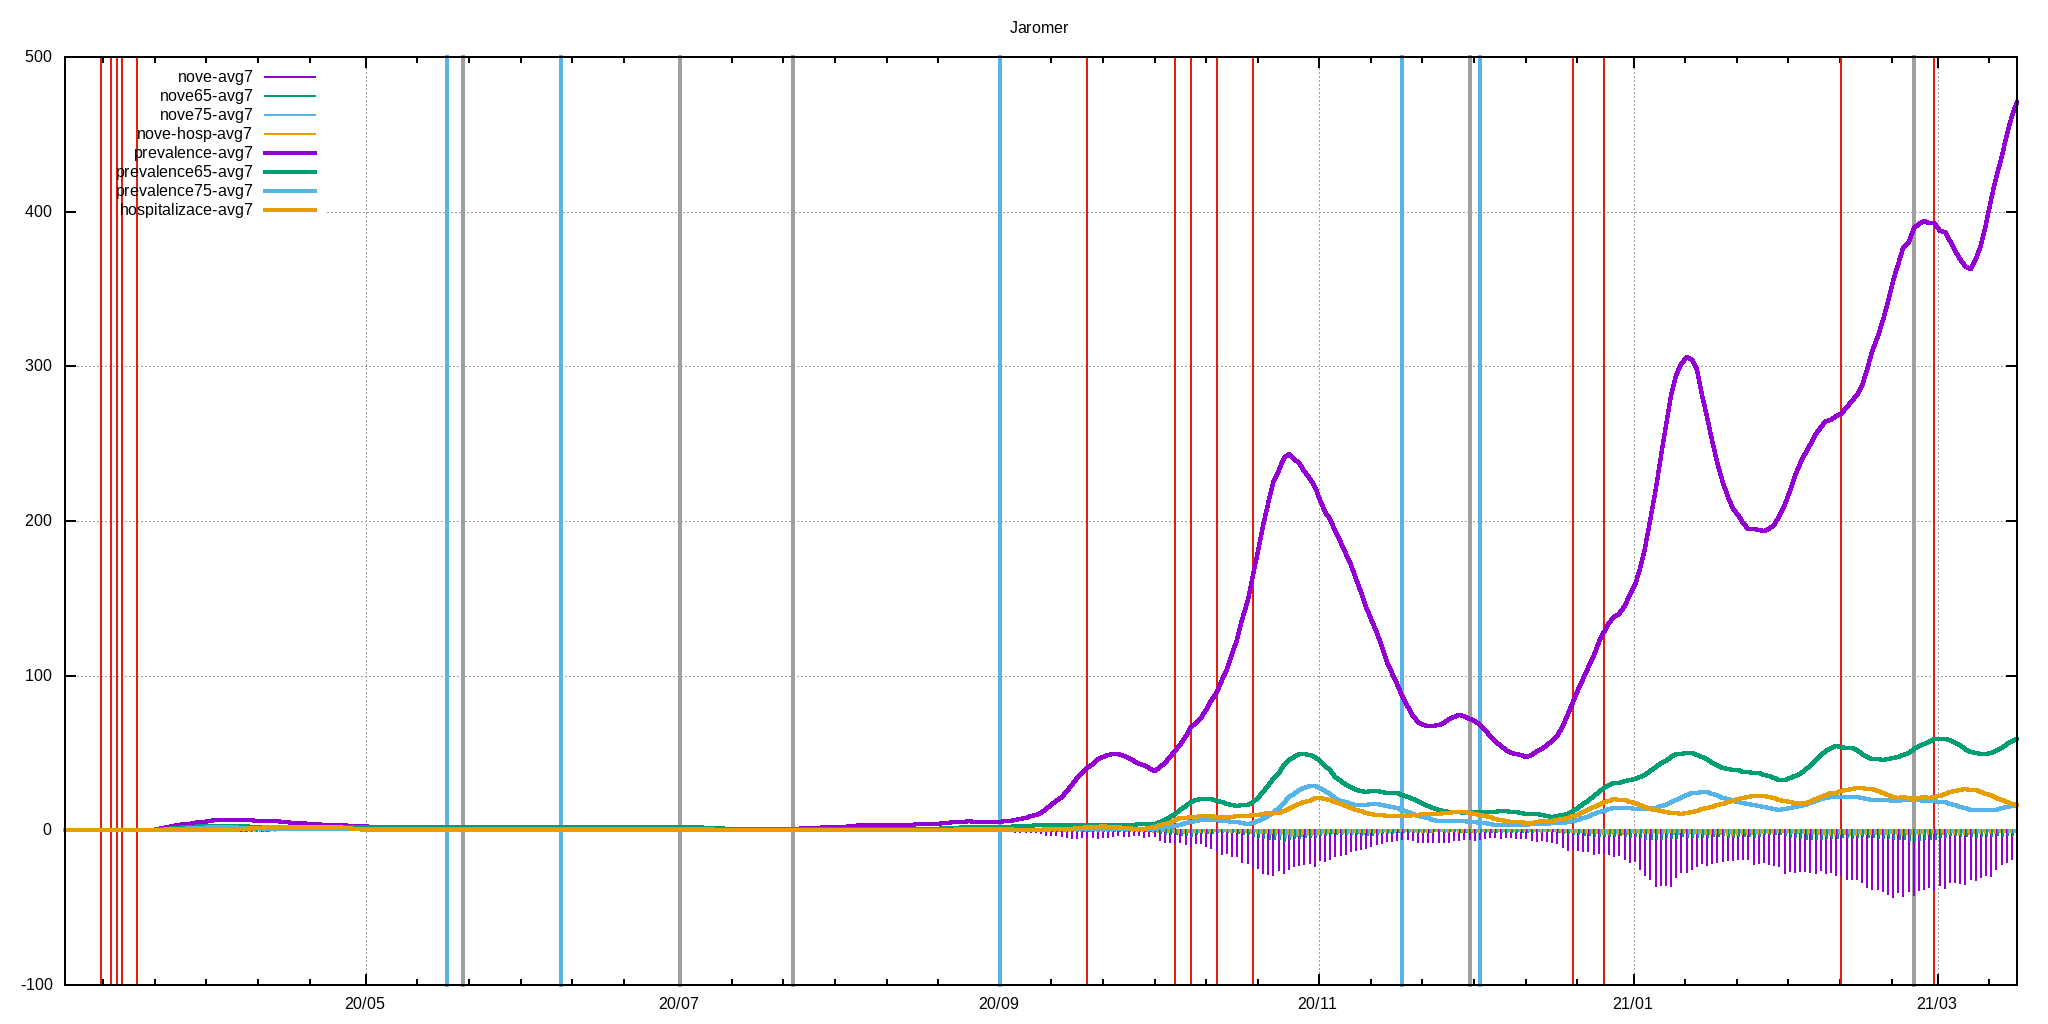 Jaromer
500
400
300
200
100
0
-100
nove-avg7
nove65-avg7
nove75-avg7
nove-hosp-avg7
prevalence-avg7
prevalence65-avg7
prevalence75-avg7
hospitalizace-avg7
20/05 20/07 20/09 20/11 21/01 21/03